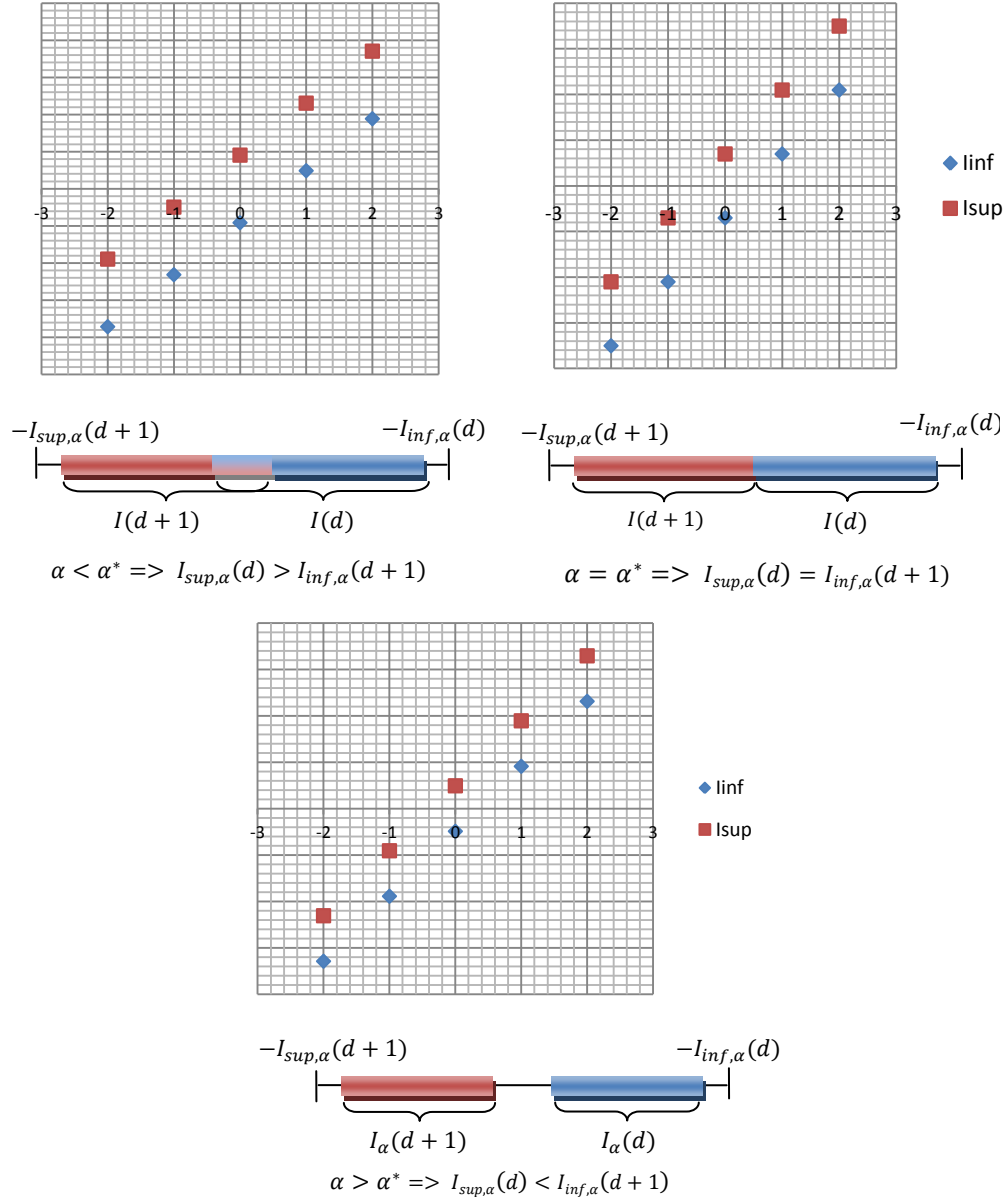 -3 -2 -1 0 1 2 3
-3 -2 -1 0 1 2 3
Iinf
Isup
−I_{sup,α}(d + 1)
−I_{inf,α}(d)
I(d + 1)
I(d)
α < α* => I_{sup,α}(d) > I_{inf,α}(d + 1)
−I_{sup,α}(d + 1)
−I_{inf,α}(d)
I(d + 1)
I(d)
α = α* => I_{sup,α}(d) = I_{inf,α}(d + 1)
-3 -2 -1 0 1 2 3
Iinf
Isup
−I_{sup,α}(d + 1)
−I_{inf,α}(d)
I_α(d + 1)
I_α(d)
α > α* => I_{sup,α}(d) < I_{inf,α}(d + 1)